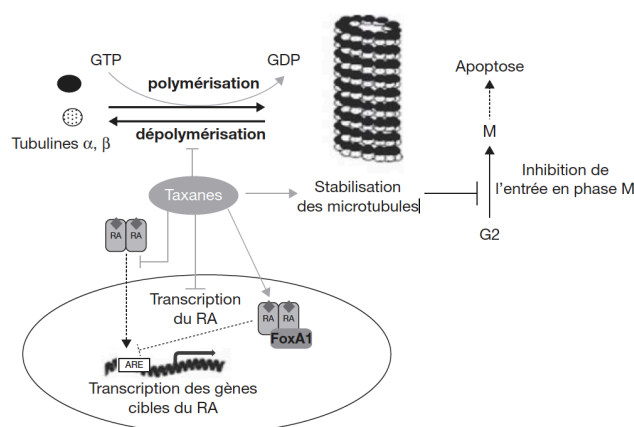 GTP
GDP
polymérisation
dépolymérisation
Tubulines α, β
Apoptose
M
Inhibition de
l'entrée en phase M
G2
Taxanes
Stabilisation
des microtubules
RA RA
Transcription
du RA
RA RA
FoxA1
ARE
Transcription des gènes
cibles du RA